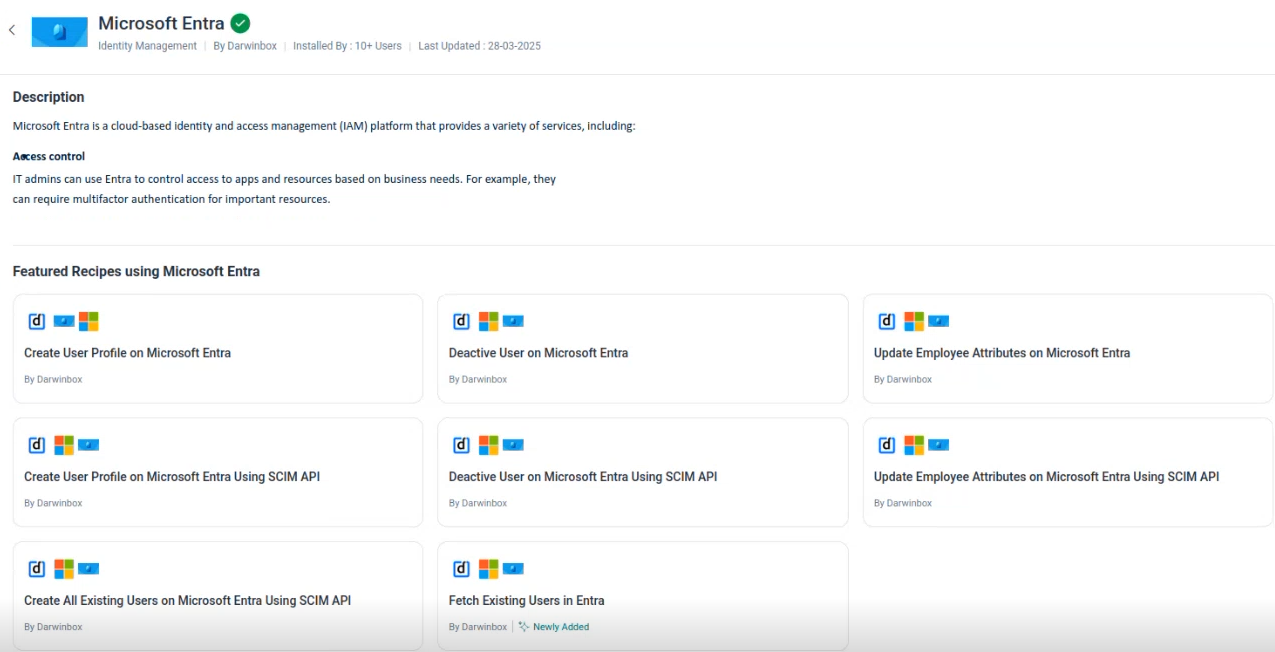 Microsoft Entra
Identity Management | By Darwinbox | Installed By : 10+ Users | Last Updated : 28-03-2025
Description
Microsoft Entra is a cloud-based identity and access management (IAM) platform that provides a variety of services, including:
Access control
IT admins can use Entra to control access to apps and resources based on business needs. For example, they
can require multifactor authentication for important resources.
Featured Recipes using Microsoft Entra
Create User Profile on Microsoft Entra
By Darwinbox
Deactive User on Microsoft Entra
By Darwinbox
Update Employee Attributes on Microsoft Entra
By Darwinbox
Create User Profile on Microsoft Entra Using SCIM API
By Darwinbox
Deactive User on Microsoft Entra Using SCIM API
By Darwinbox
Update Employee Attributes on Microsoft Entra Using SCIM API
By Darwinbox
Create All Existing Users on Microsoft Entra Using SCIM API
By Darwinbox
Fetch Existing Users in Entra
By Darwinbox | Newly Added